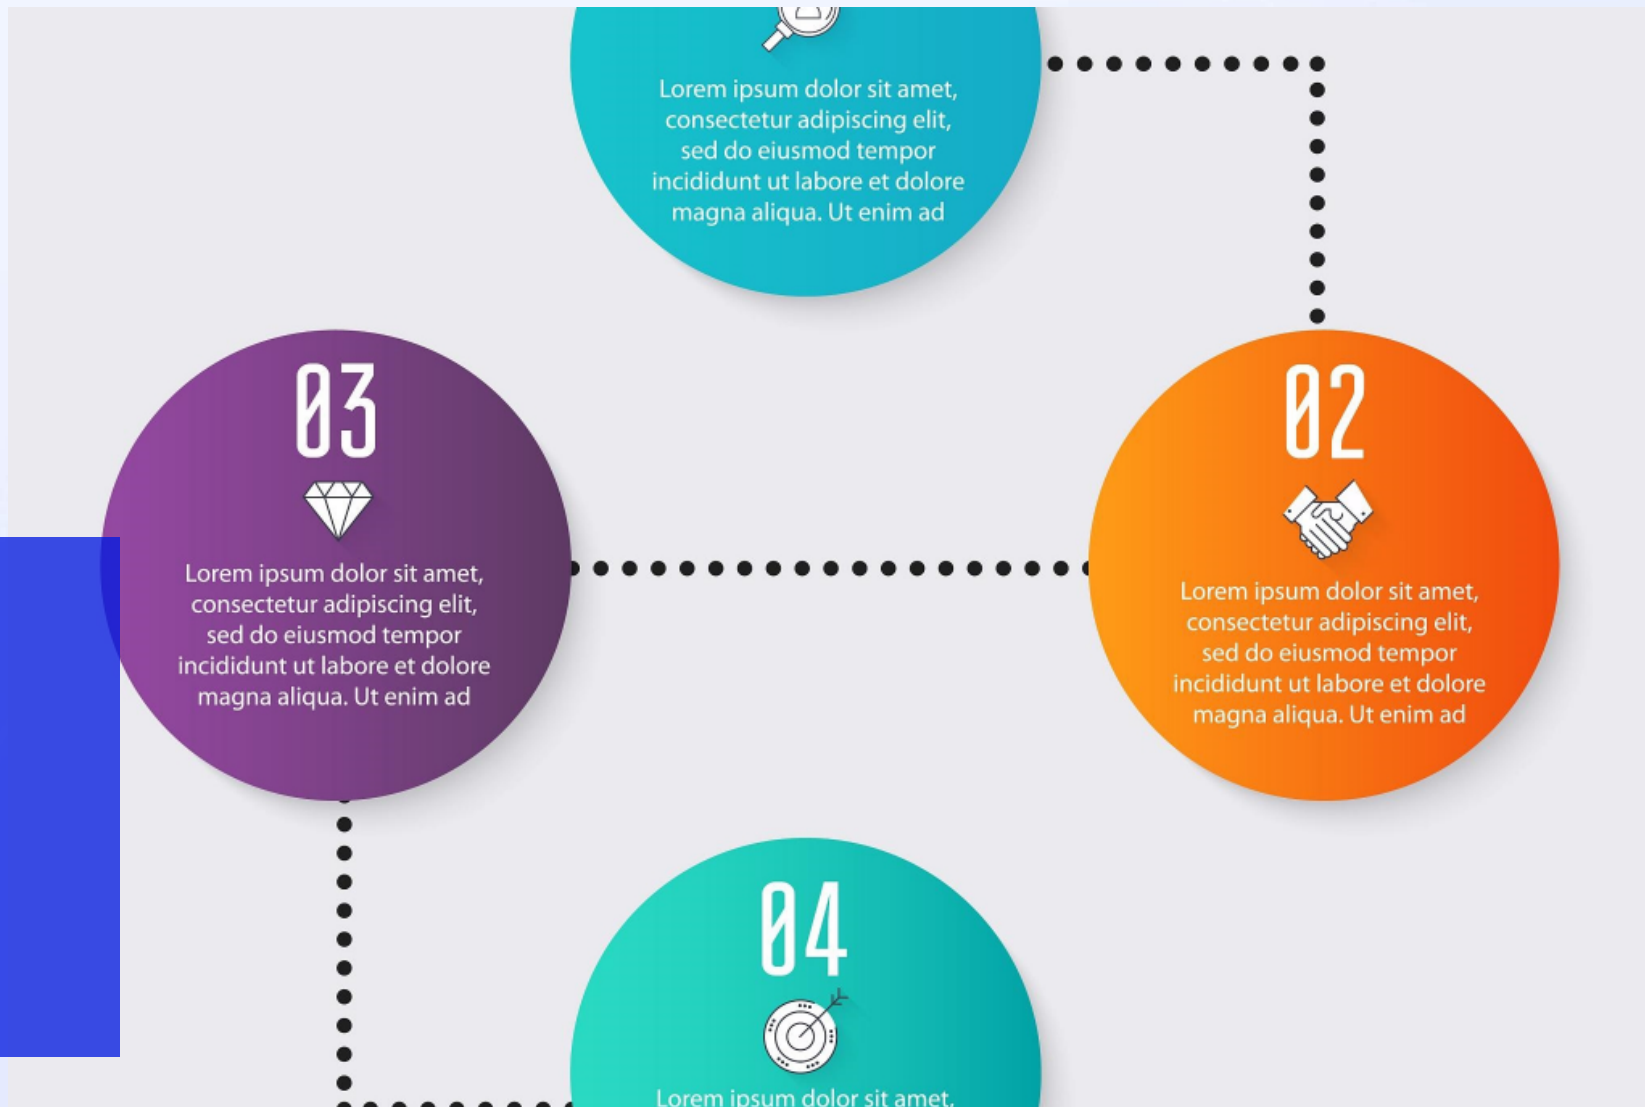 Lorem ipsum dolor sit amet,
consectetur adipiscing elit,
sed do eiusmod tempor
incididunt ut labore et dolore
magna aliqua. Ut enim ad
02
Lorem ipsum dolor sit amet,
consectetur adipiscing elit,
sed do eiusmod tempor
incididunt ut labore et dolore
magna aliqua. Ut enim ad
03
Lorem ipsum dolor sit amet,
consectetur adipiscing elit,
sed do eiusmod tempor
incididunt ut labore et dolore
magna aliqua. Ut enim ad
04
Lorem ipsum dolor sit amet,